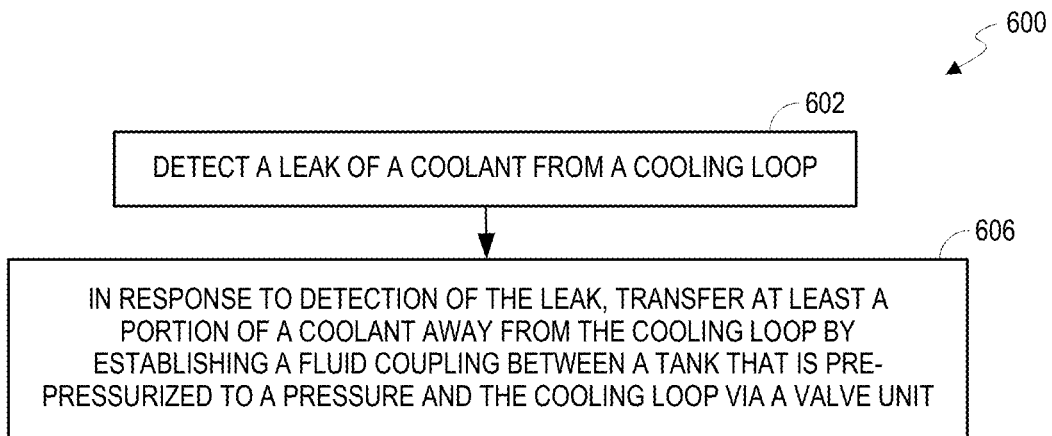 600
602
DETECT A LEAK OF A COOLANT FROM A COOLING LOOP
606
IN RESPONSE TO DETECTION OF THE LEAK, TRANSFER AT LEAST A
PORTION OF A COOLANT AWAY FROM THE COOLING LOOP BY
ESTABLISHING A FLUID COUPLING BETWEEN A TANK THAT IS PRE-
PRESSURIZED TO A PRESSURE AND THE COOLING LOOP VIA A VALVE UNIT